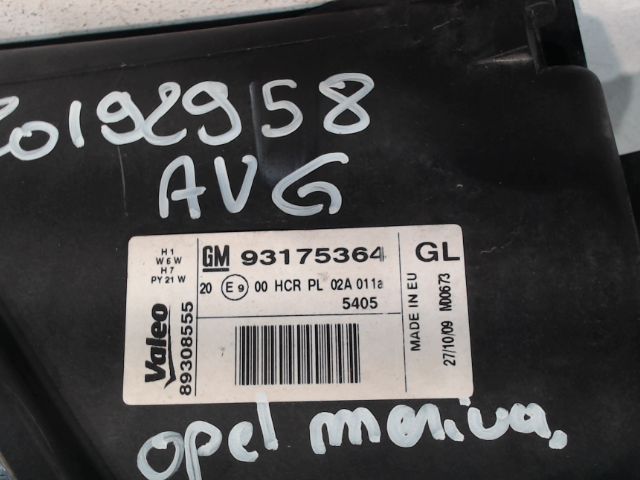 20192958
AVG
H1
W6W
H7
PY21W
GM 93175364
GL
20 E9 00 HCR PL 02A 011a
5405
Valeo
89308555
MADE IN EU
27/10/09 M00673
opel meriva,